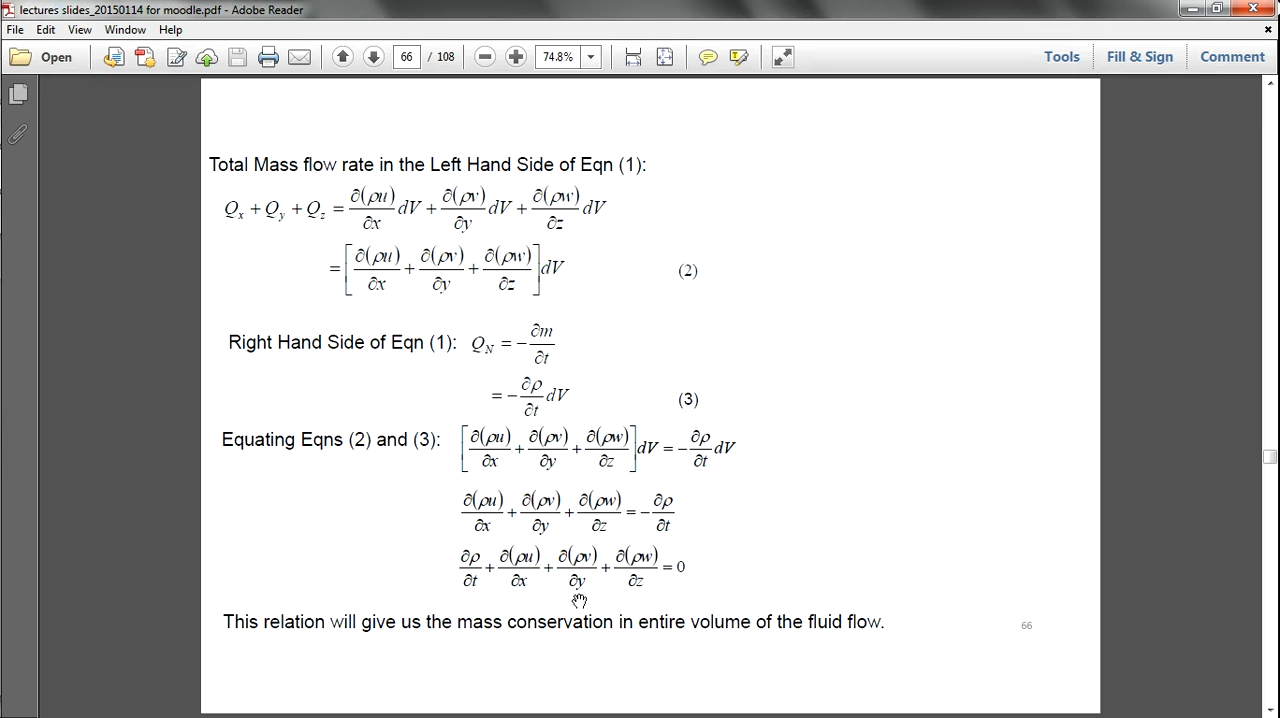 lectures slides_20150114 for moodle.pdf - Adobe Reader
File Edit View Window Help
Open 66 / 108 74.8% Tools Fill & Sign Comment
Total Mass flow rate in the Left Hand Side of Eqn (1):
Qx + Qy + Qz = ∂(ρu)/∂x dV + ∂(ρv)/∂y dV + ∂(ρw)/∂z dV
= [∂(ρu)/∂x + ∂(ρv)/∂y + ∂(ρw)/∂z] dV (2)
Right Hand Side of Eqn (1): QN = − ∂m/∂t
= − ∂ρ/∂t dV (3)
Equating Eqns (2) and (3): [∂(ρu)/∂x + ∂(ρv)/∂y + ∂(ρw)/∂z] dV = − ∂ρ/∂t dV
∂(ρu)/∂x + ∂(ρv)/∂y + ∂(ρw)/∂z = − ∂ρ/∂t
∂ρ/∂t + ∂(ρu)/∂x + ∂(ρv)/∂y + ∂(ρw)/∂z = 0
This relation will give us the mass conservation in entire volume of the fluid flow. 66